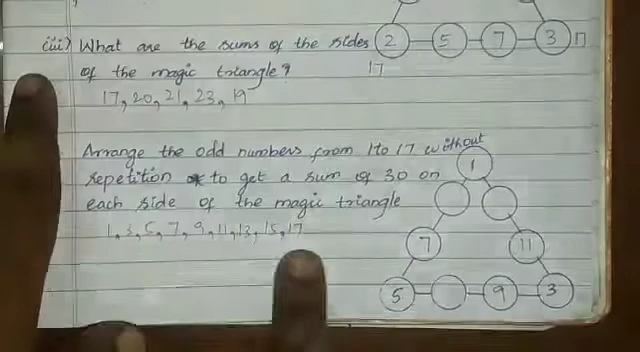 iii) What are the sums of the sides
of the magic triangle?
17, 20, 21, 23, 19
2 5 7 3 17
17
Arrange the odd numbers from 1 to 17 without
repetition to get a sum of 30 on
each side of the magic triangle
1, 3, 5, 7, 9, 11, 13, 15, 17
1
7 11
5 9 3